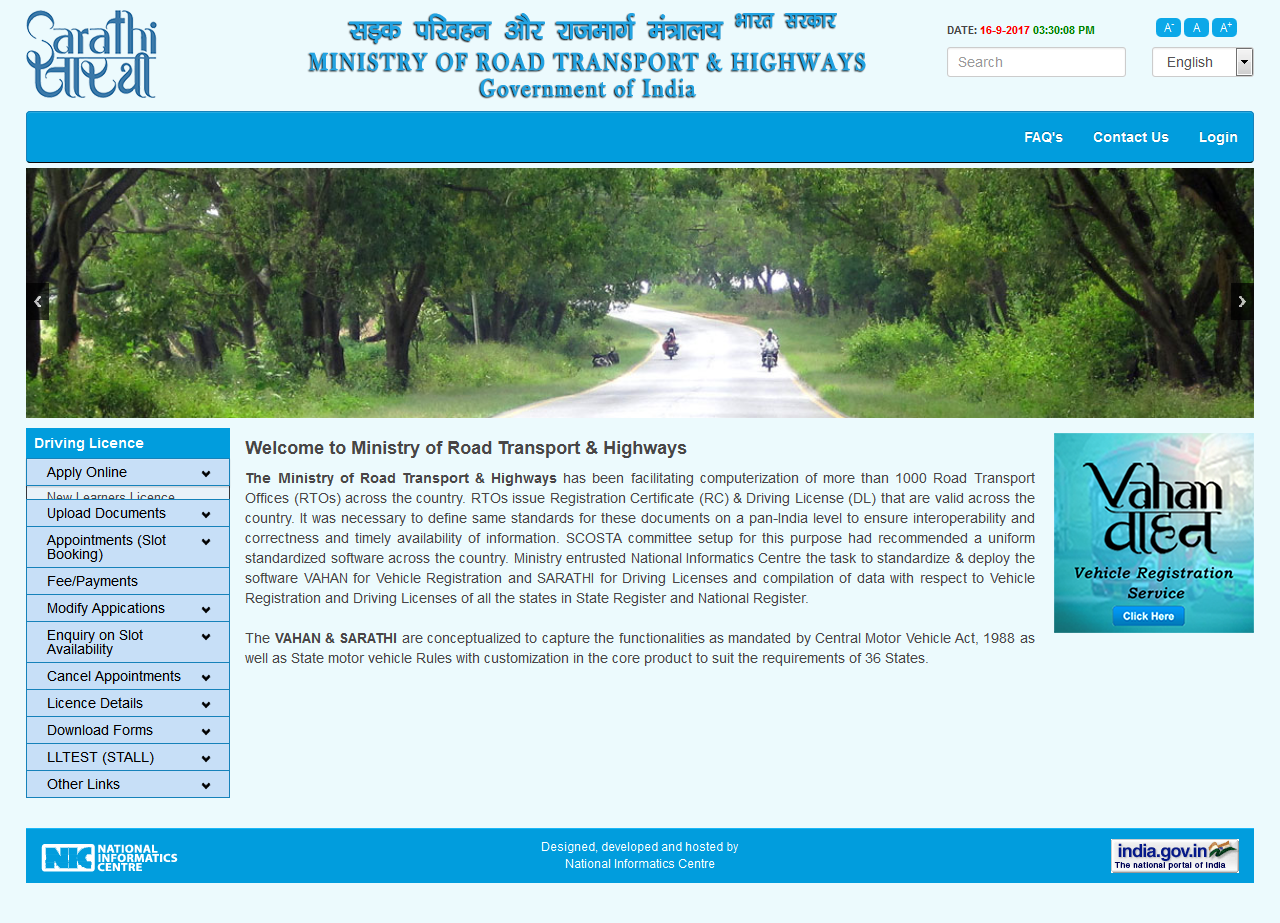 Sarathi
सारथी
सड़क परिवहन और राजमार्ग मंत्रालय भारत सरकार
MINISTRY OF ROAD TRANSPORT & HIGHWAYS
Government of India
DATE: 16-9-2017 03:30:08 PM
A- A A+
Search
English
FAQ's Contact Us Login
Driving Licence
Apply Online
New Learners Licence
Upload Documents
Appointments (Slot
Booking)
Fee/Payments
Modify Appications
Enquiry on Slot
Availability
Cancel Appointments
Licence Details
Download Forms
LLTEST (STALL)
Other Links
Welcome to Ministry of Road Transport & Highways
The Ministry of Road Transport & Highways has been facilitating computerization of more than 1000 Road Transport
Offices (RTOs) across the country. RTOs issue Registration Certificate (RC) & Driving License (DL) that are valid across the
country. It was necessary to define same standards for these documents on a pan-India level to ensure interoperability and
correctness and timely availability of information. SCOSTA committee setup for this purpose had recommended a uniform
standardized software across the country. Ministry entrusted National Informatics Centre the task to standardize & deploy the
software VAHAN for Vehicle Registration and SARATHI for Driving Licenses and compilation of data with respect to Vehicle
Registration and Driving Licenses of all the states in State Register and National Register.
The VAHAN & SARATHI are conceptualized to capture the functionalities as mandated by Central Motor Vehicle Act, 1988 as
well as State motor vehicle Rules with customization in the core product to suit the requirements of 36 States.
Vahan
वाहन
Vehicle Registration
Service
Click Here
NIC NATIONAL
INFORMATICS
CENTRE
Designed, developed and hosted by
National Informatics Centre
india.gov.in
The national portal of India